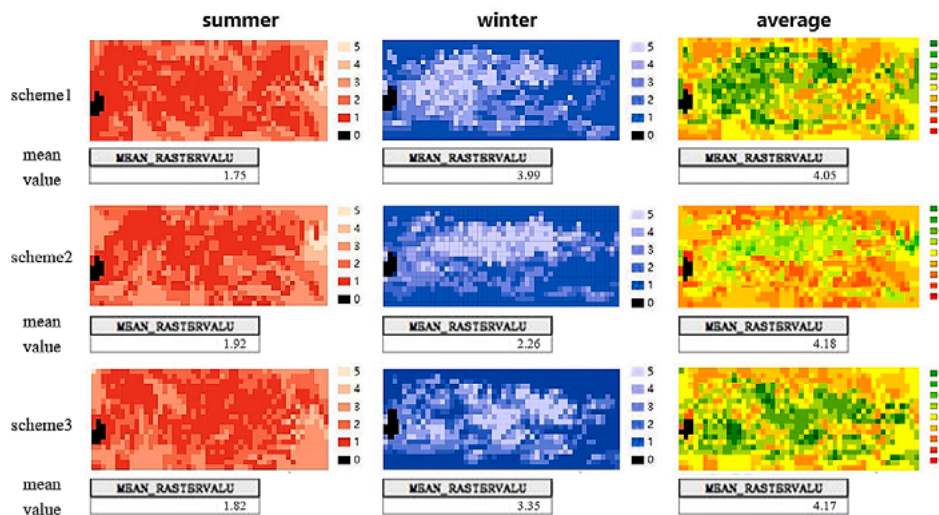 summer winter average
scheme1
5 5
4 4
3 3
2 2
1 1
0 0
mean MEAN_RASTERVALU MEAN_RASTERVALU MEAN_RASTERVALU
value 1.75 3.99 4.05
scheme2
5 5
4 4
3 3
2 2
1 1
0 0
mean MEAN_RASTERVALU MEAN_RASTERVALU MEAN_RASTERVALU
value 1.92 2.26 4.18
scheme3
5 5
4 4
3 3
2 2
1 1
0 0
mean MEAN_RASTERVALU MEAN_RASTERVALU MEAN_RASTERVALU
value 1.82 3.35 4.17